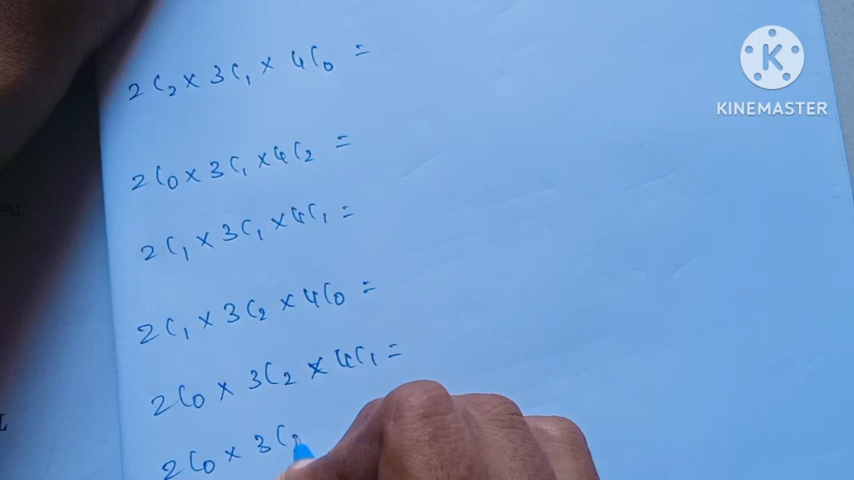 2C₂ × 3C₁ × 4C₀ =
2C₀ × 3C₁ × 4C₂ =
2C₁ × 3C₁ × 4C₁ =
2C₁ × 3C₂ × 4C₀ =
2C₀ × 3C₂ × 4C₁ =
2C₀ × 3C
K
KINEMASTER